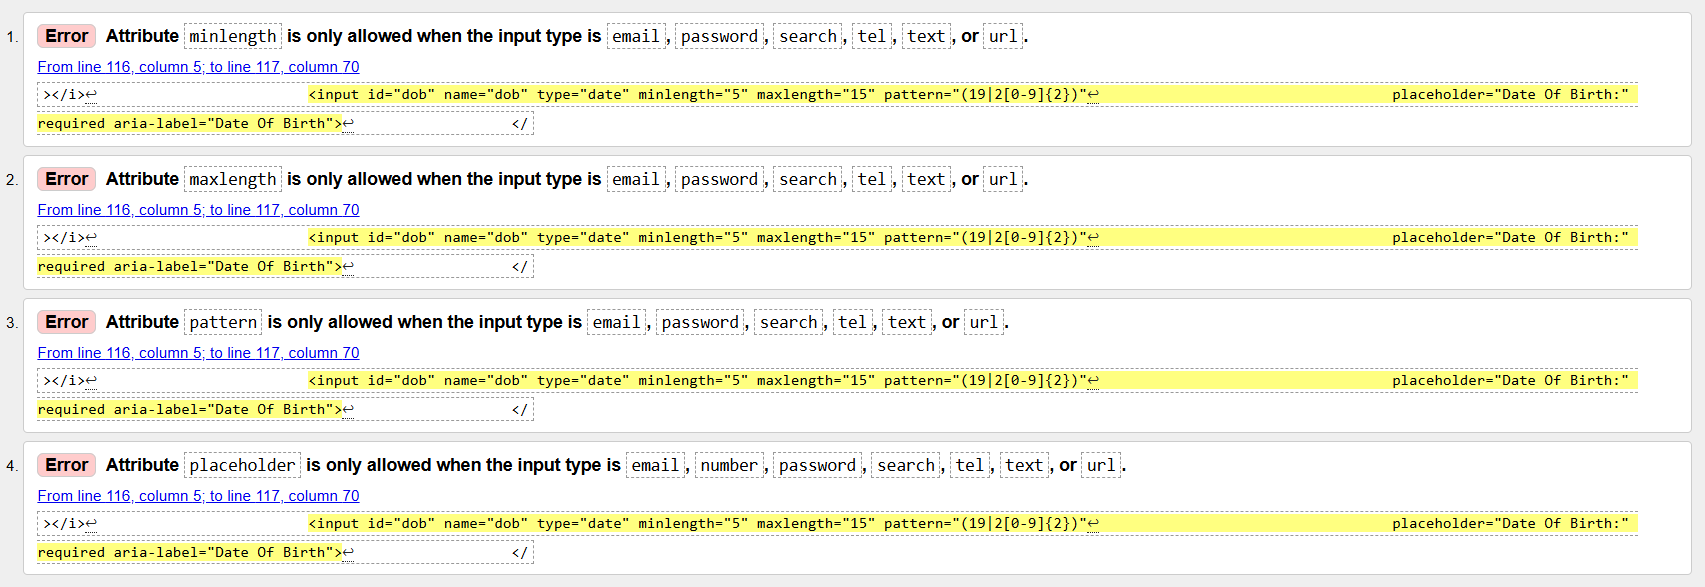 1. Error Attribute minlength is only allowed when the input type is email, password, search, tel, text, or url.
From line 116, column 5; to line 117, column 70
></i>↩ <input id="dob" name="dob" type="date" minlength="5" maxlength="15" pattern="(19|2[0-9]{2})"↩ placeholder="Date Of Birth:"
required aria-label="Date Of Birth">↩ </
2. Error Attribute maxlength is only allowed when the input type is email, password, search, tel, text, or url.
From line 116, column 5; to line 117, column 70
></i>↩ <input id="dob" name="dob" type="date" minlength="5" maxlength="15" pattern="(19|2[0-9]{2})"↩ placeholder="Date Of Birth:"
required aria-label="Date Of Birth">↩ </
3. Error Attribute pattern is only allowed when the input type is email, password, search, tel, text, or url.
From line 116, column 5; to line 117, column 70
></i>↩ <input id="dob" name="dob" type="date" minlength="5" maxlength="15" pattern="(19|2[0-9]{2})"↩ placeholder="Date Of Birth:"
required aria-label="Date Of Birth">↩ </
4. Error Attribute placeholder is only allowed when the input type is email, number, password, search, tel, text, or url.
From line 116, column 5; to line 117, column 70
></i>↩ <input id="dob" name="dob" type="date" minlength="5" maxlength="15" pattern="(19|2[0-9]{2})"↩ placeholder="Date Of Birth:"
required aria-label="Date Of Birth">↩ </